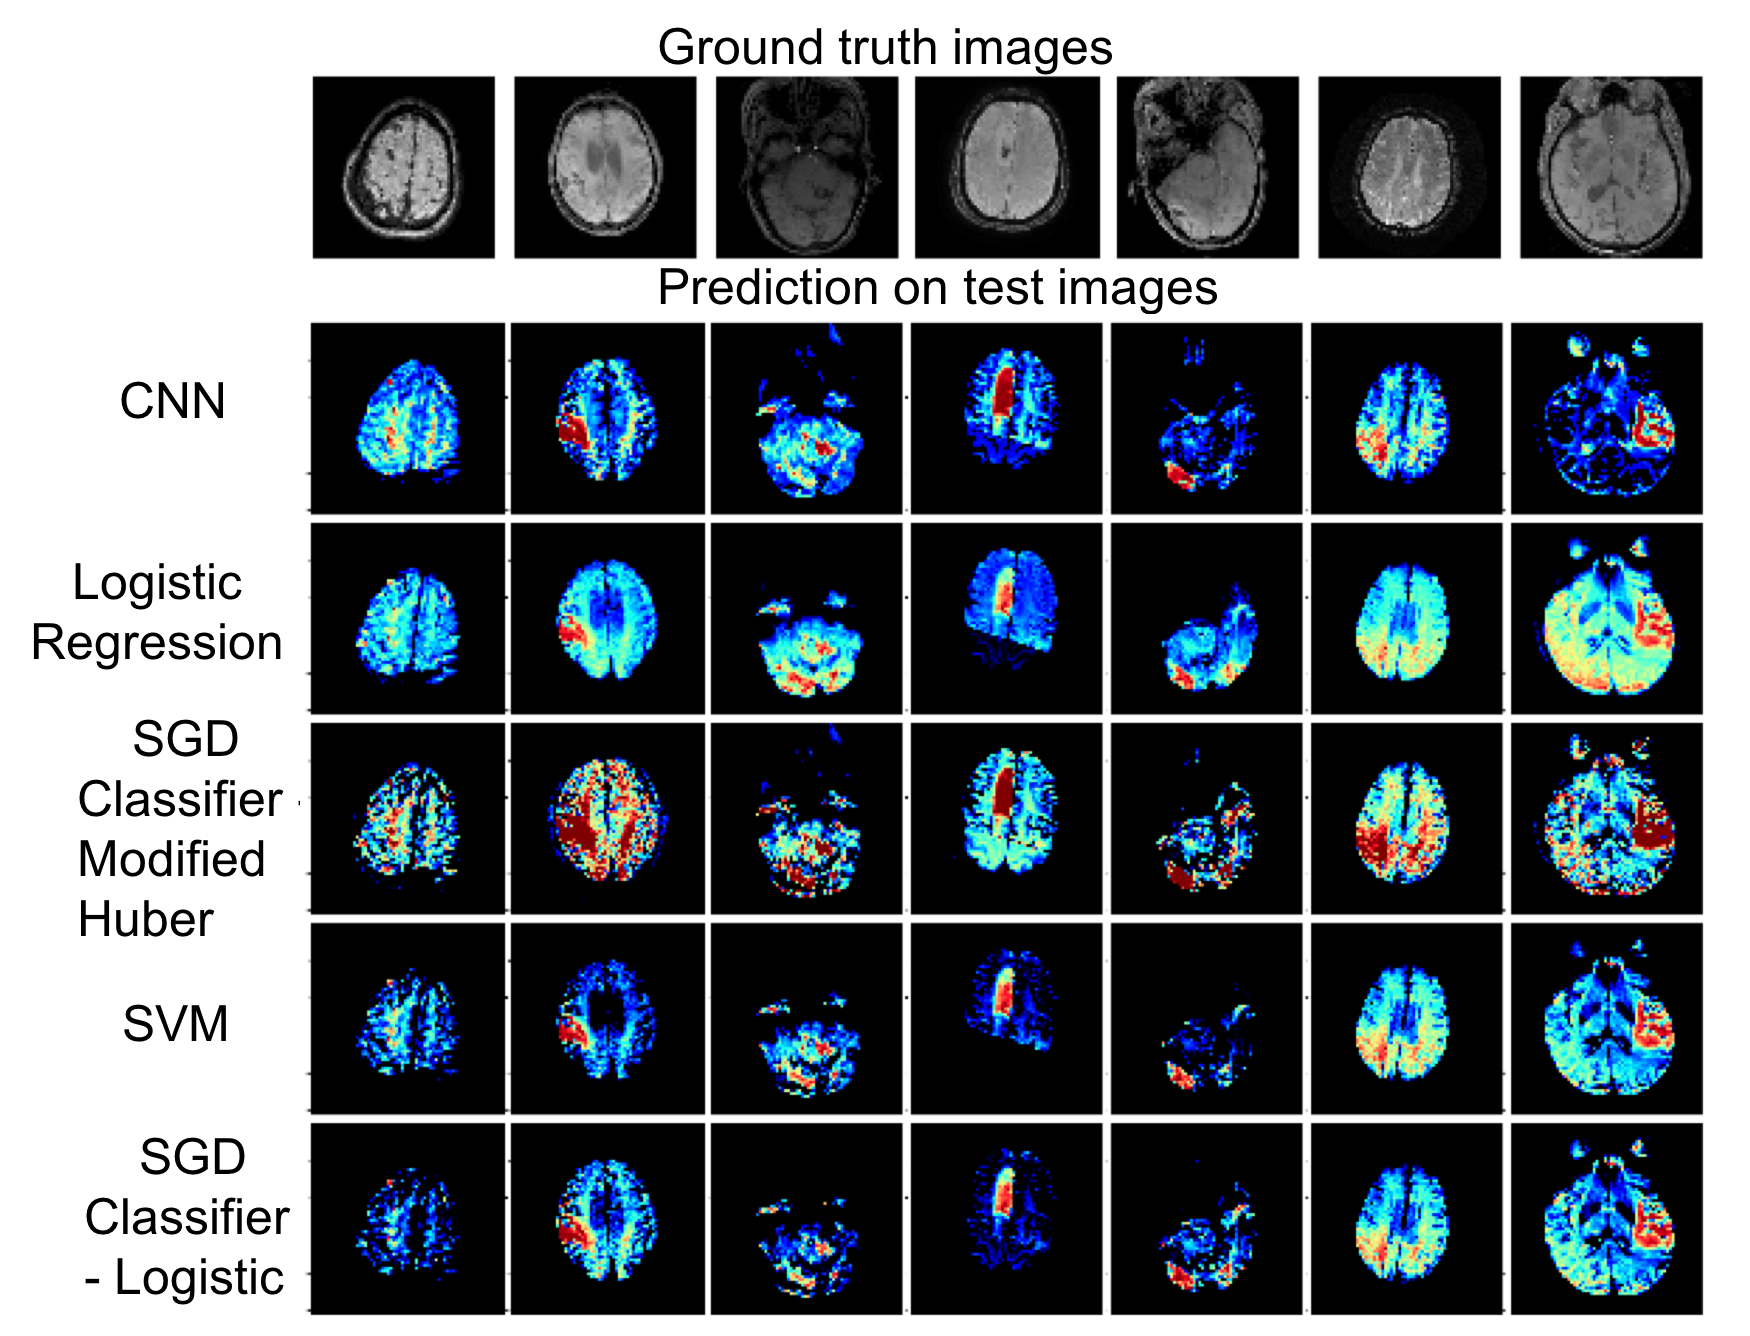 Ground truth images
Prediction on test images
CNN
Logistic
Regression
SGD
Classifier -
Modified
Huber
SVM
SGD
Classifier
- Logistic